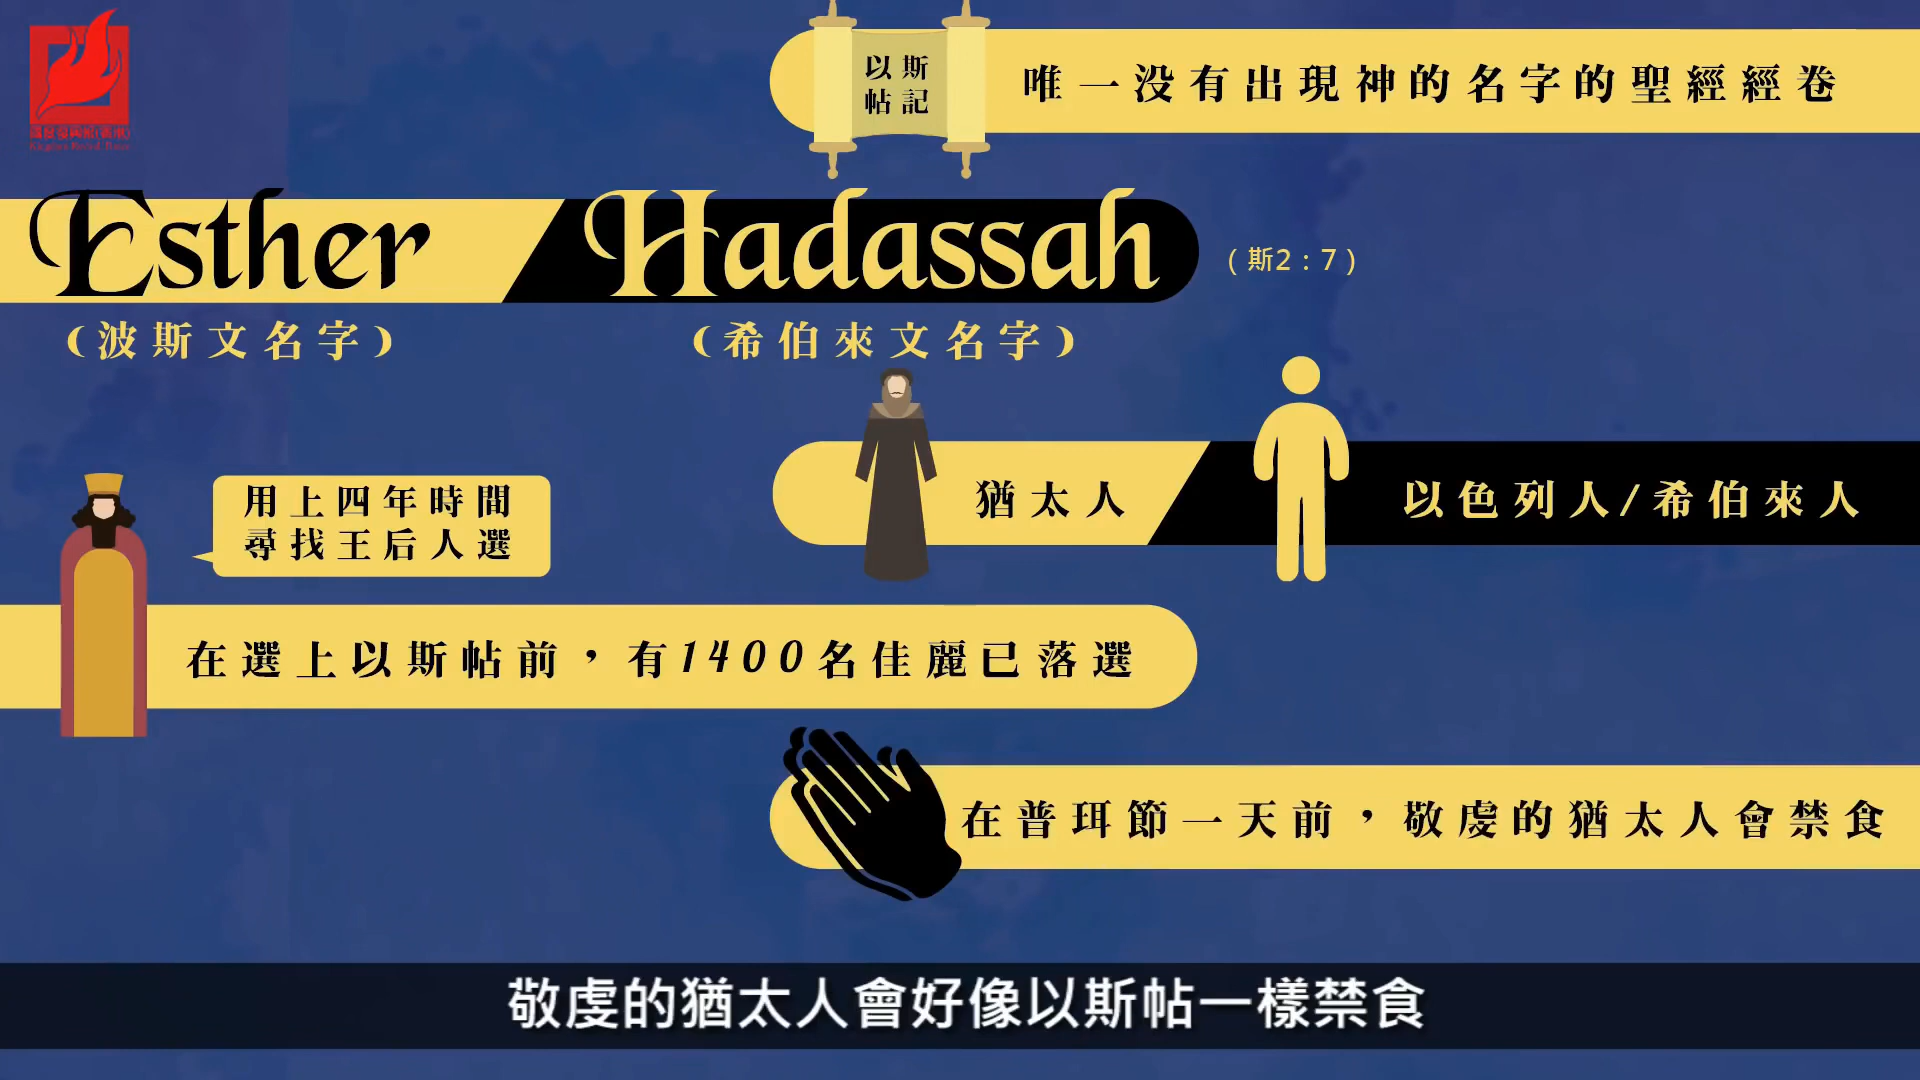 以斯
帖記
唯一没有出現神的名字的聖經經卷
Esther
Hadassah
（斯2：7）
（波斯文名字）
（希伯來文名字）
猶太人
以色列人/希伯來人
用上四年時間
尋找王后人選
在選上以斯帖前，有1400名佳麗已落選
在普珥節一天前，敬虔的猶太人會禁食
敬虔的猶太人會好像以斯帖一樣禁食